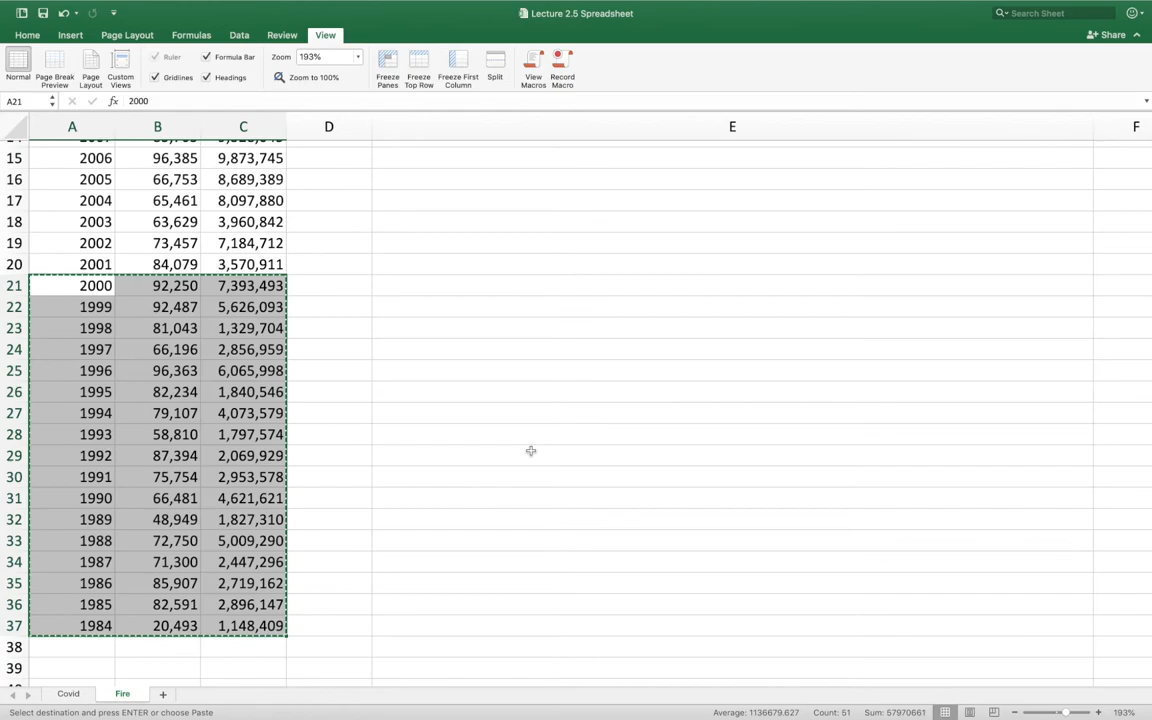 Lecture 2.5 Spreadsheet
Search Sheet
Home Insert Page Layout Formulas Data Review View
Share
Normal
Page Break Preview
Page Layout
Custom Views
Ruler
Formula Bar
Gridlines
Headings
Zoom 193%
Zoom to 100%
Freeze Panes
Freeze Top Row
Freeze First Column
Split
View Macros
Record Macro
A21 fx 2000
A B C D E F
15 2006 96,385 9,873,745
16 2005 66,753 8,689,389
17 2004 65,461 8,097,880
18 2003 63,629 3,960,842
19 2002 73,457 7,184,712
20 2001 84,079 3,570,911
21 2000 92,250 7,393,493
22 1999 92,487 5,626,093
23 1998 81,043 1,329,704
24 1997 66,196 2,856,959
25 1996 96,363 6,065,998
26 1995 82,234 1,840,546
27 1994 79,107 4,073,579
28 1993 58,810 1,797,574
29 1992 87,394 2,069,929
30 1991 75,754 2,953,578
31 1990 66,481 4,621,621
32 1989 48,949 1,827,310
33 1988 72,750 5,009,290
34 1987 71,300 2,447,296
35 1986 85,907 2,719,162
36 1985 82,591 2,896,147
37 1984 20,493 1,148,409
38
39
Covid Fire
Select destination and press ENTER or choose Paste Average: 1136679.627 Count: 51 Sum: 57970661 193%